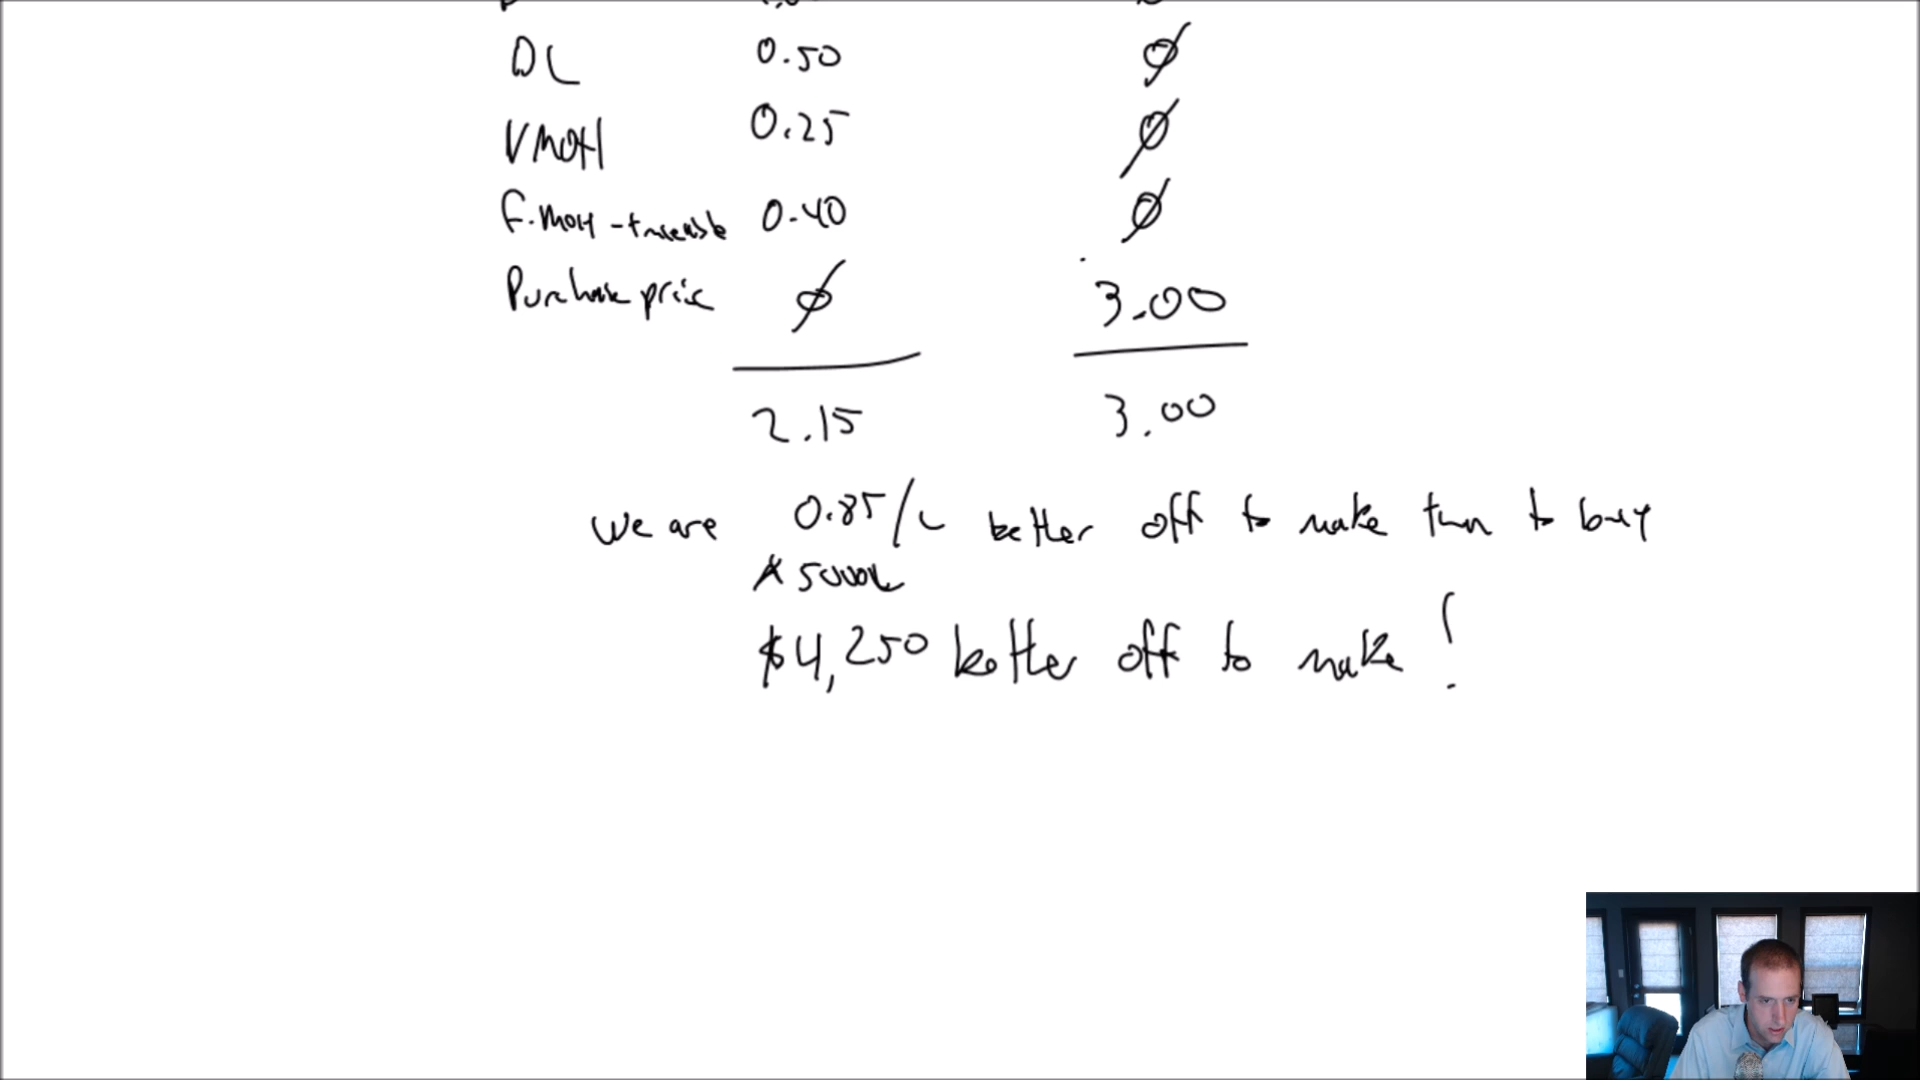 DL 0.50 ∅
VMOH 0.25 ∅
F.MOH - traceable 0.40 ∅
Purchase price ∅ 3.00
2.15 3.00
We are 0.85/L better off to make than to buy
x 5000L
$4,250 better off to make!